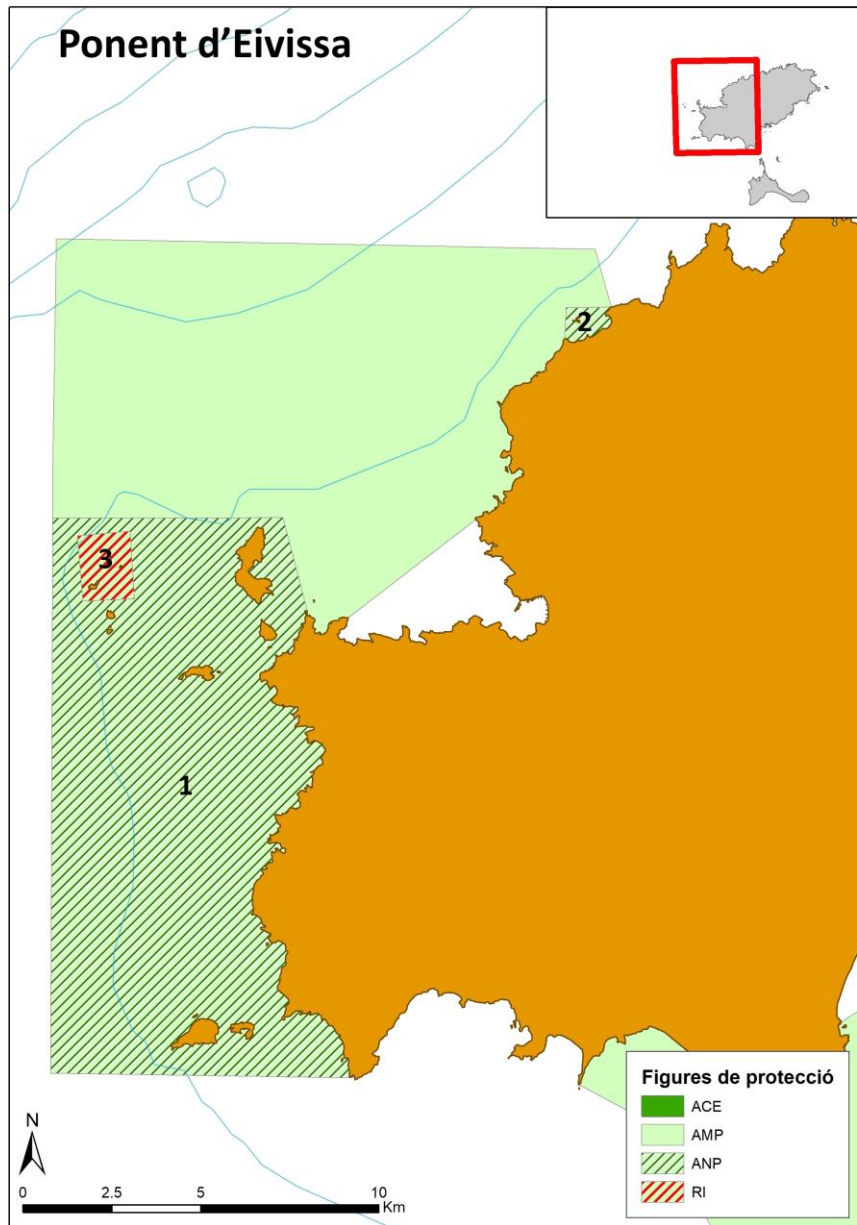 Ponent d'Eivissa
2
3
1
Figures de protecció
ACE
AMP
ANP
RI
N
0 2.5 5 10
Km